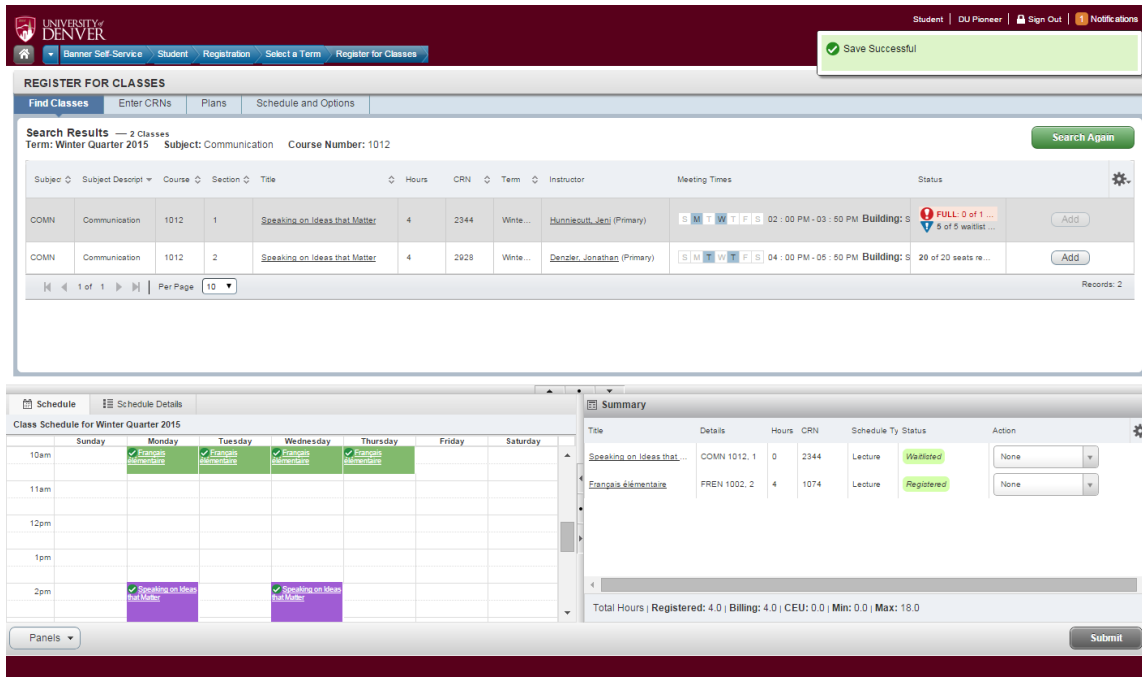 UNIVERSITY of
DENVER
Student | DU Pioneer | Sign Out | 1 Notifications
Banner Self-Service Student Registration Select a Term Register for Classes
Save Successful
REGISTER FOR CLASSES
Find Classes Enter CRNs Plans Schedule and Options
Search Results — 2 Classes
Term: Winter Quarter 2015 Subject: Communication Course Number: 1012
Search Again
Subjec Subject Descript Course Section Title Hours CRN Term Instructor Meeting Times Status
COMN Communication 1012 1 Speaking on Ideas that Matter 4 2344 Winte... Hunniecutt, Jeni (Primary) S M T W T F S 02 : 00 PM - 03 : 50 PM Building: S FULL: 0 of 1 ... Add
5 of 5 waitlist ...
COMN Communication 1012 2 Speaking on Ideas that Matter 4 2928 Winte... Denzler, Jonathan (Primary) S M T W T F S 04 : 00 PM - 05 : 50 PM Building: S 20 of 20 seats re... Add
1 of 1 | Per Page 10 Records: 2
Schedule Schedule Details
Class Schedule for Winter Quarter 2015
Sunday Monday Tuesday Wednesday Thursday Friday Saturday
10am Français élémentaire Français élémentaire Français élémentaire Français élémentaire
11am
12pm
1pm
2pm Speaking on Ideas that Matter Speaking on Ideas that Matter
Summary
Title Details Hours CRN Schedule Ty Status Action
Speaking on Ideas that ... COMN 1012, 1 0 2344 Lecture Waitlisted None
Français élémentaire FREN 1002, 2 4 1074 Lecture Registered None
Total Hours | Registered: 4.0 | Billing: 4.0 | CEU: 0.0 | Min: 0.0 | Max: 18.0
Panels Submit